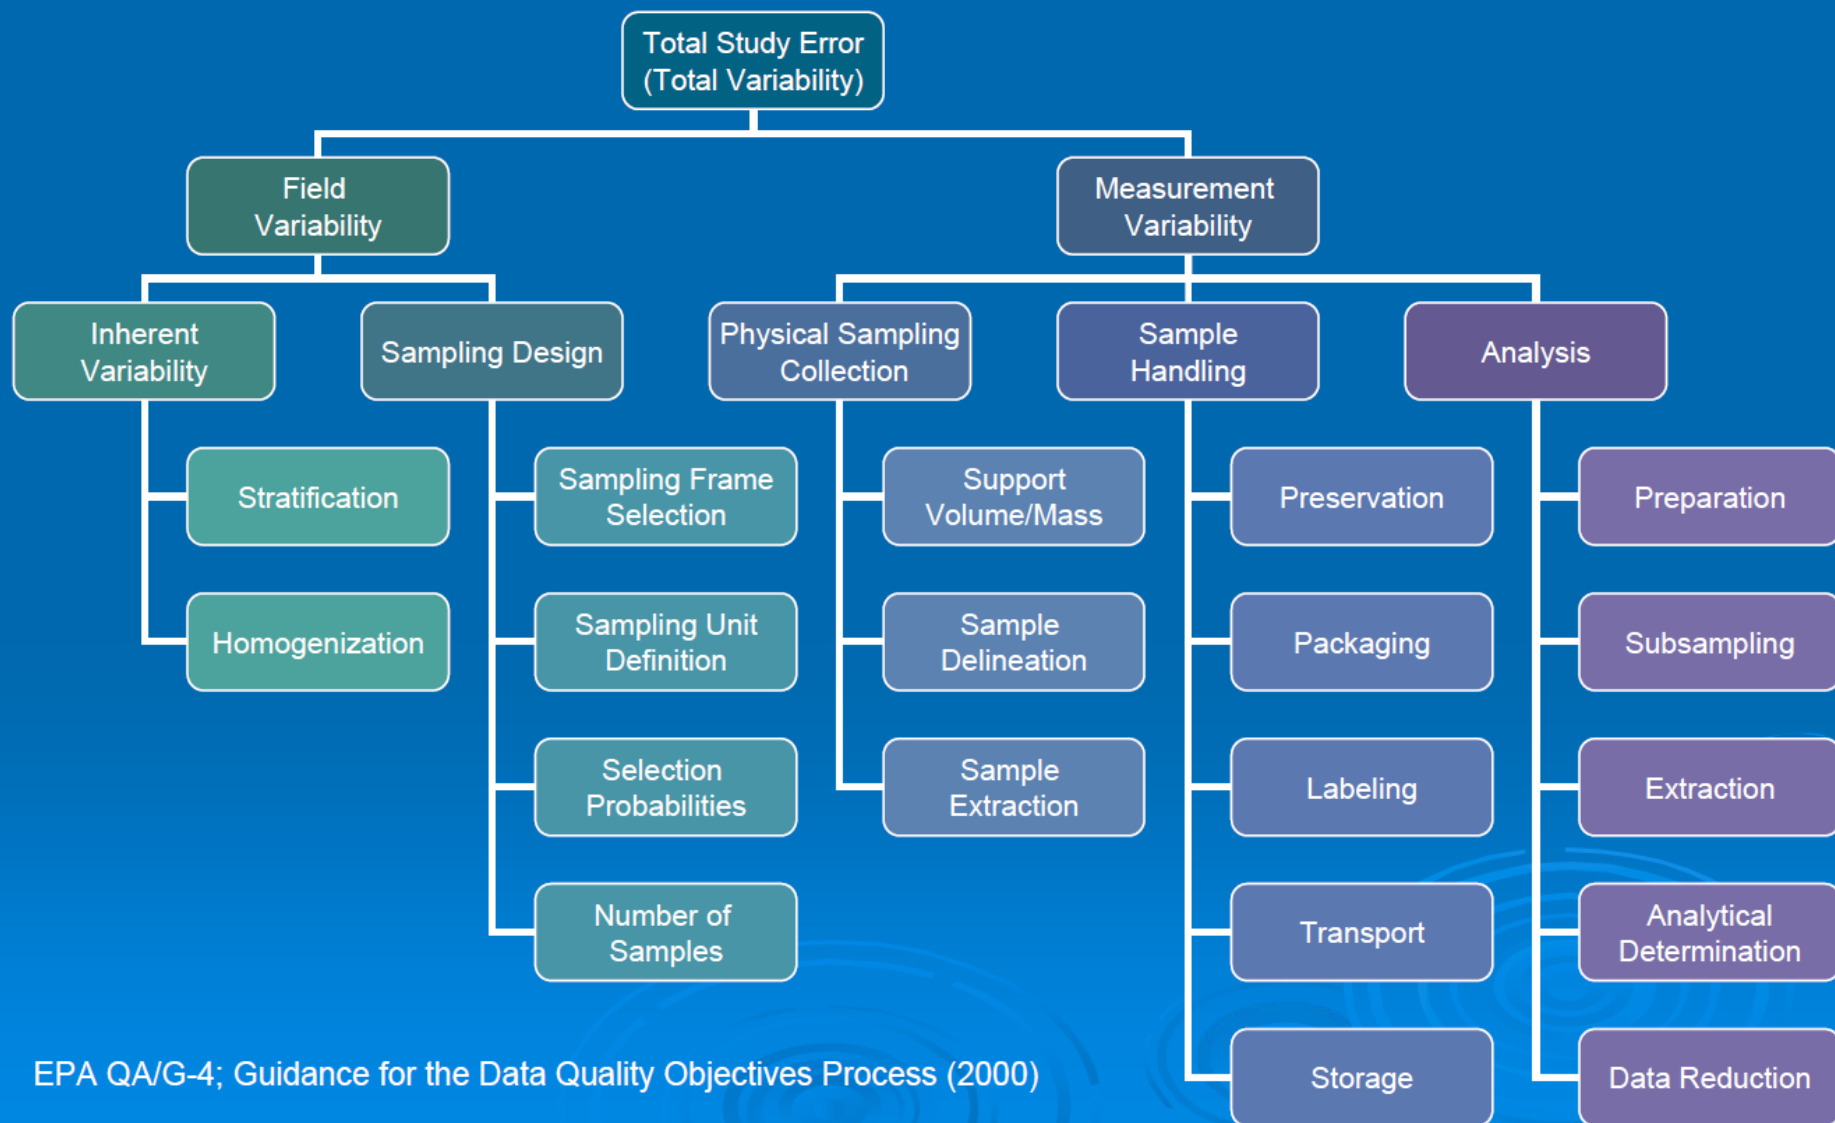 Total Study Error
(Total Variability)
Field
Variability
Measurement
Variability
Inherent
Variability
Sampling Design
Physical Sampling
Collection
Sample
Handling
Analysis
Stratification
Homogenization
Sampling Frame
Selection
Sampling Unit
Definition
Selection
Probabilities
Number of
Samples
Support
Volume/Mass
Sample
Delineation
Sample
Extraction
Preservation
Packaging
Labeling
Transport
Storage
Preparation
Subsampling
Extraction
Analytical
Determination
Data Reduction
EPA QA/G-4; Guidance for the Data Quality Objectives Process (2000)